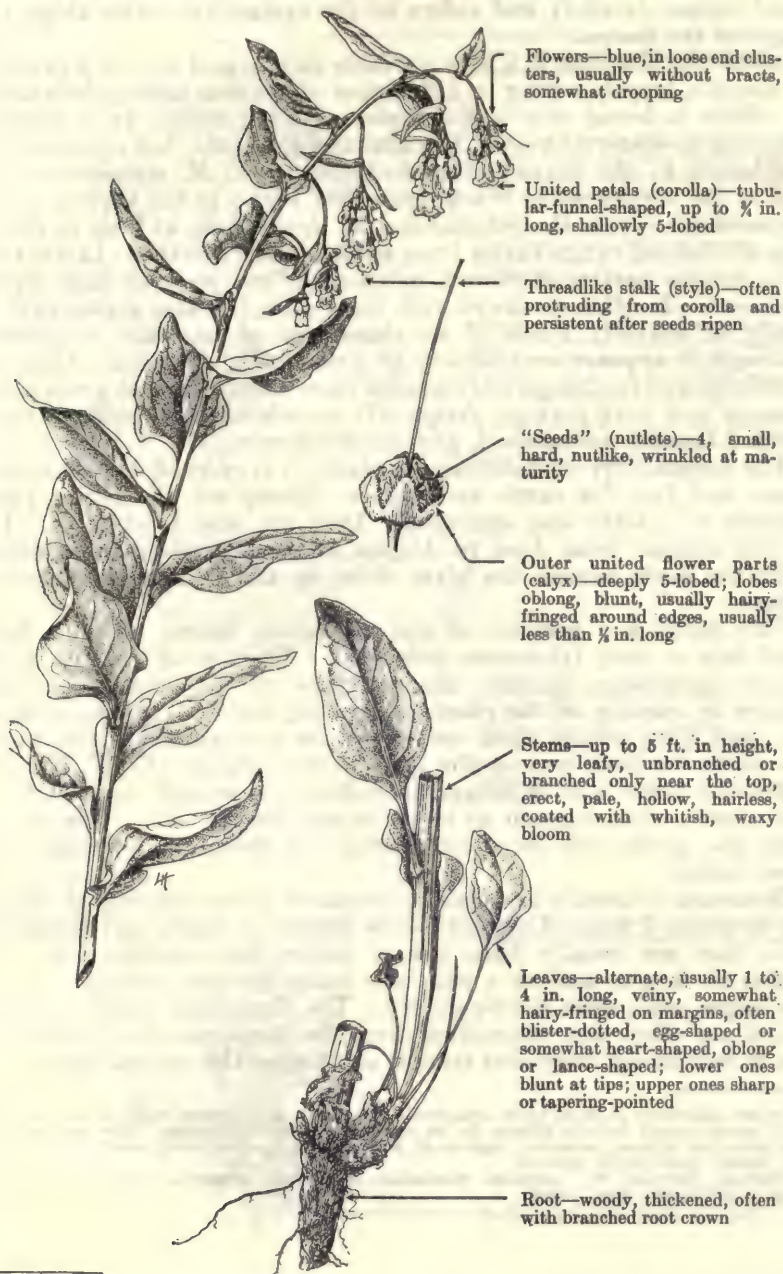 Flowers—blue, in loose end clus-
ters, usually without bracts,
somewhat drooping
United petals (corolla)—tubu-
lar-funnel-shaped, up to ¾ in.
long, shallowly 5-lobed
Threadlike stalk (style)—often
protruding from corolla and
persistent after seeds ripen
"Seeds" (nutlets)—4, small,
hard, nutlike, wrinkled at ma-
turity
Outer united flower parts
(calyx)—deeply 5-lobed; lobes
oblong, blunt, usually hairy-
fringed around edges, usually
less than in. long
Stems—up to 5 ft. in height,
very leafy, unbranched or
branched only near the top,
erect, pale, hollow, hairless,
coated with whitish, waxy
bloom
Leaves—alternate, usually 1 to
4 in. long, veiny, somewhat
hairy-fringed on margins, often
blister-dotted, egg-shaped or
somewhat heart-shaped, oblong
or lance-shaped; lower ones
blunt at tips; upper ones sharp
or tapering-pointed
Root—woody, thickened, often
with branched root crown